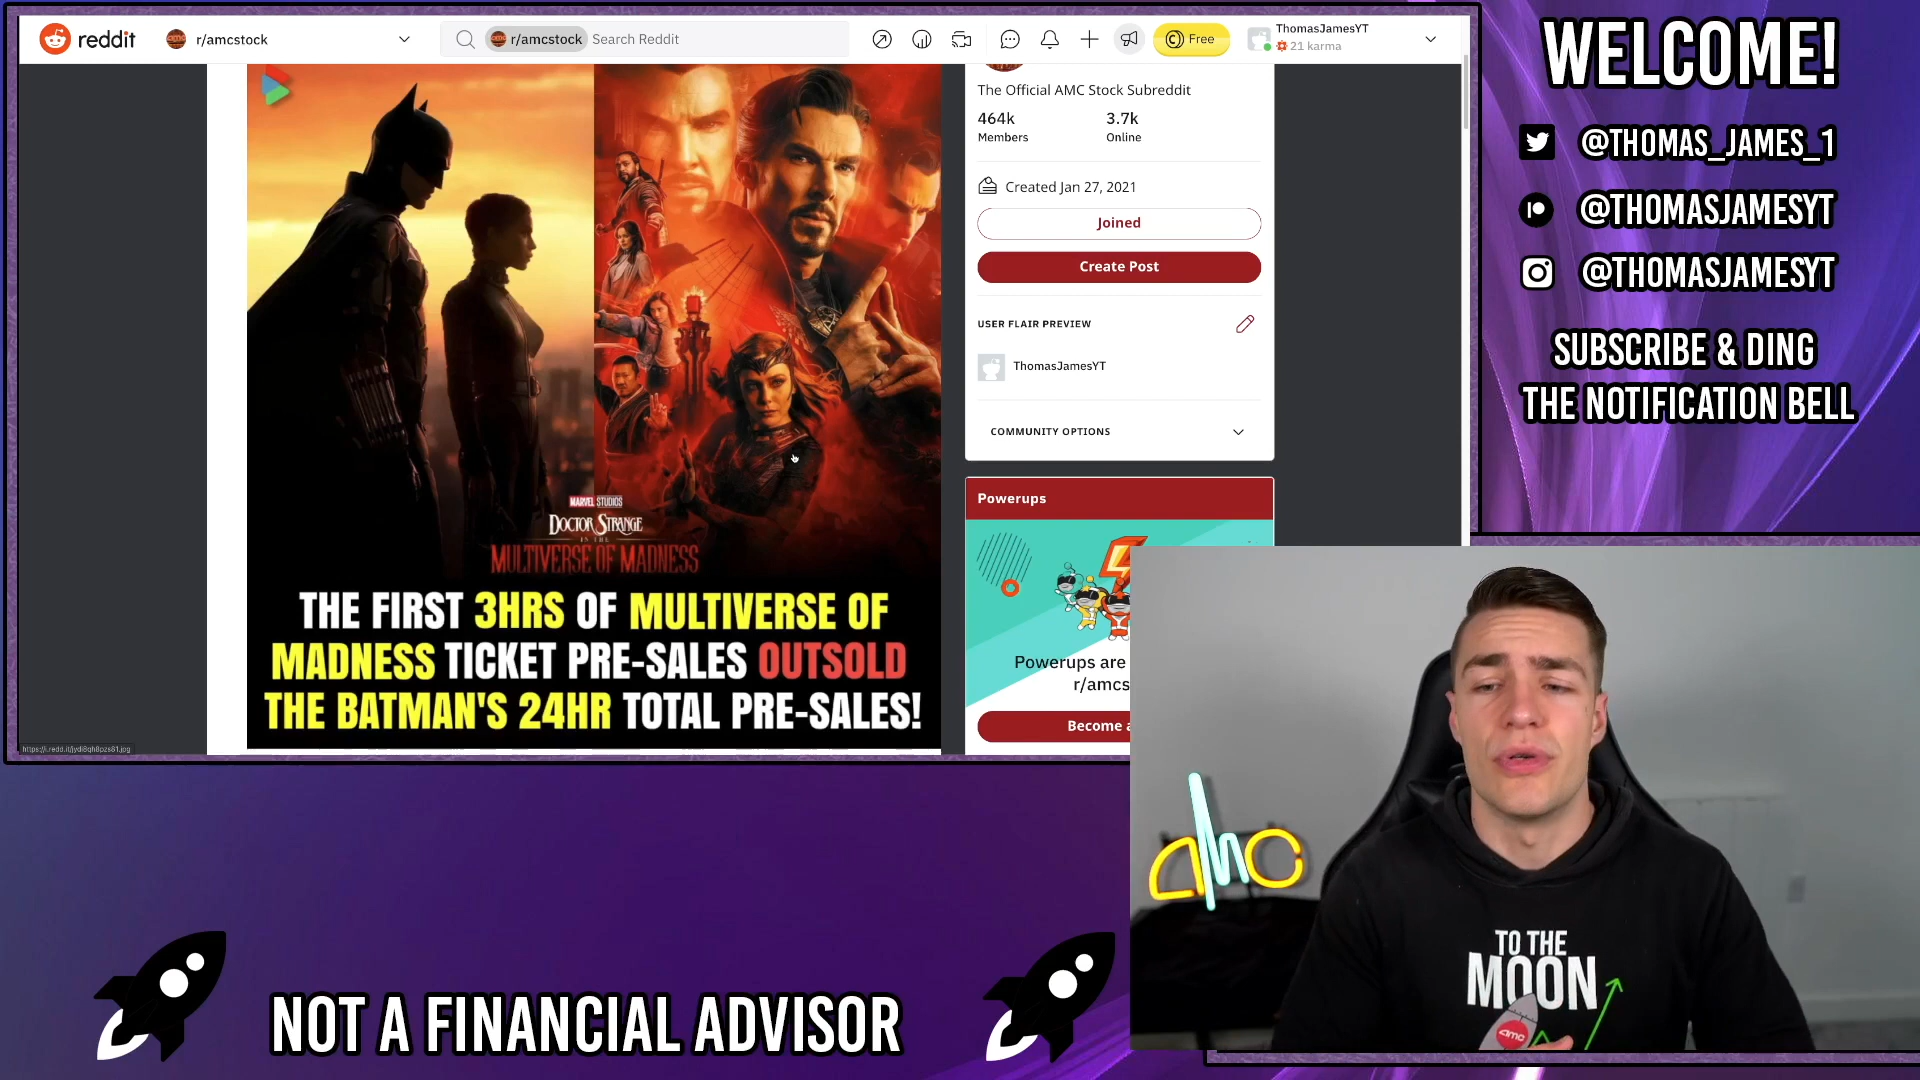 reddit
r/amcstock
r/amcstock Search Reddit
Free
ThomasJamesYT
21 karma
The Official AMC Stock Subreddit
464k
3.7k
Members
Online
Created Jan 27, 2021
Joined
Create Post
USER FLAIR PREVIEW
ThomasJamesYT
COMMUNITY OPTIONS
Powerups
Powerups are
r/amcs
Become a
MARVEL STUDIOS
DOCTOR STRANGE
IN THE
MULTIVERSE OF MADNESS
THE FIRST 3HRS OF MULTIVERSE OF
MADNESS TICKET PRE-SALES OUTSOLD
THE BATMAN'S 24HR TOTAL PRE-SALES!
WELCOME!
@THOMAS_JAMES_1
@THOMASJAMESYT
@THOMASJAMESYT
SUBSCRIBE & DING
THE NOTIFICATION BELL
amc
TO THE
MOON
amc
NOT A FINANCIAL ADVISOR